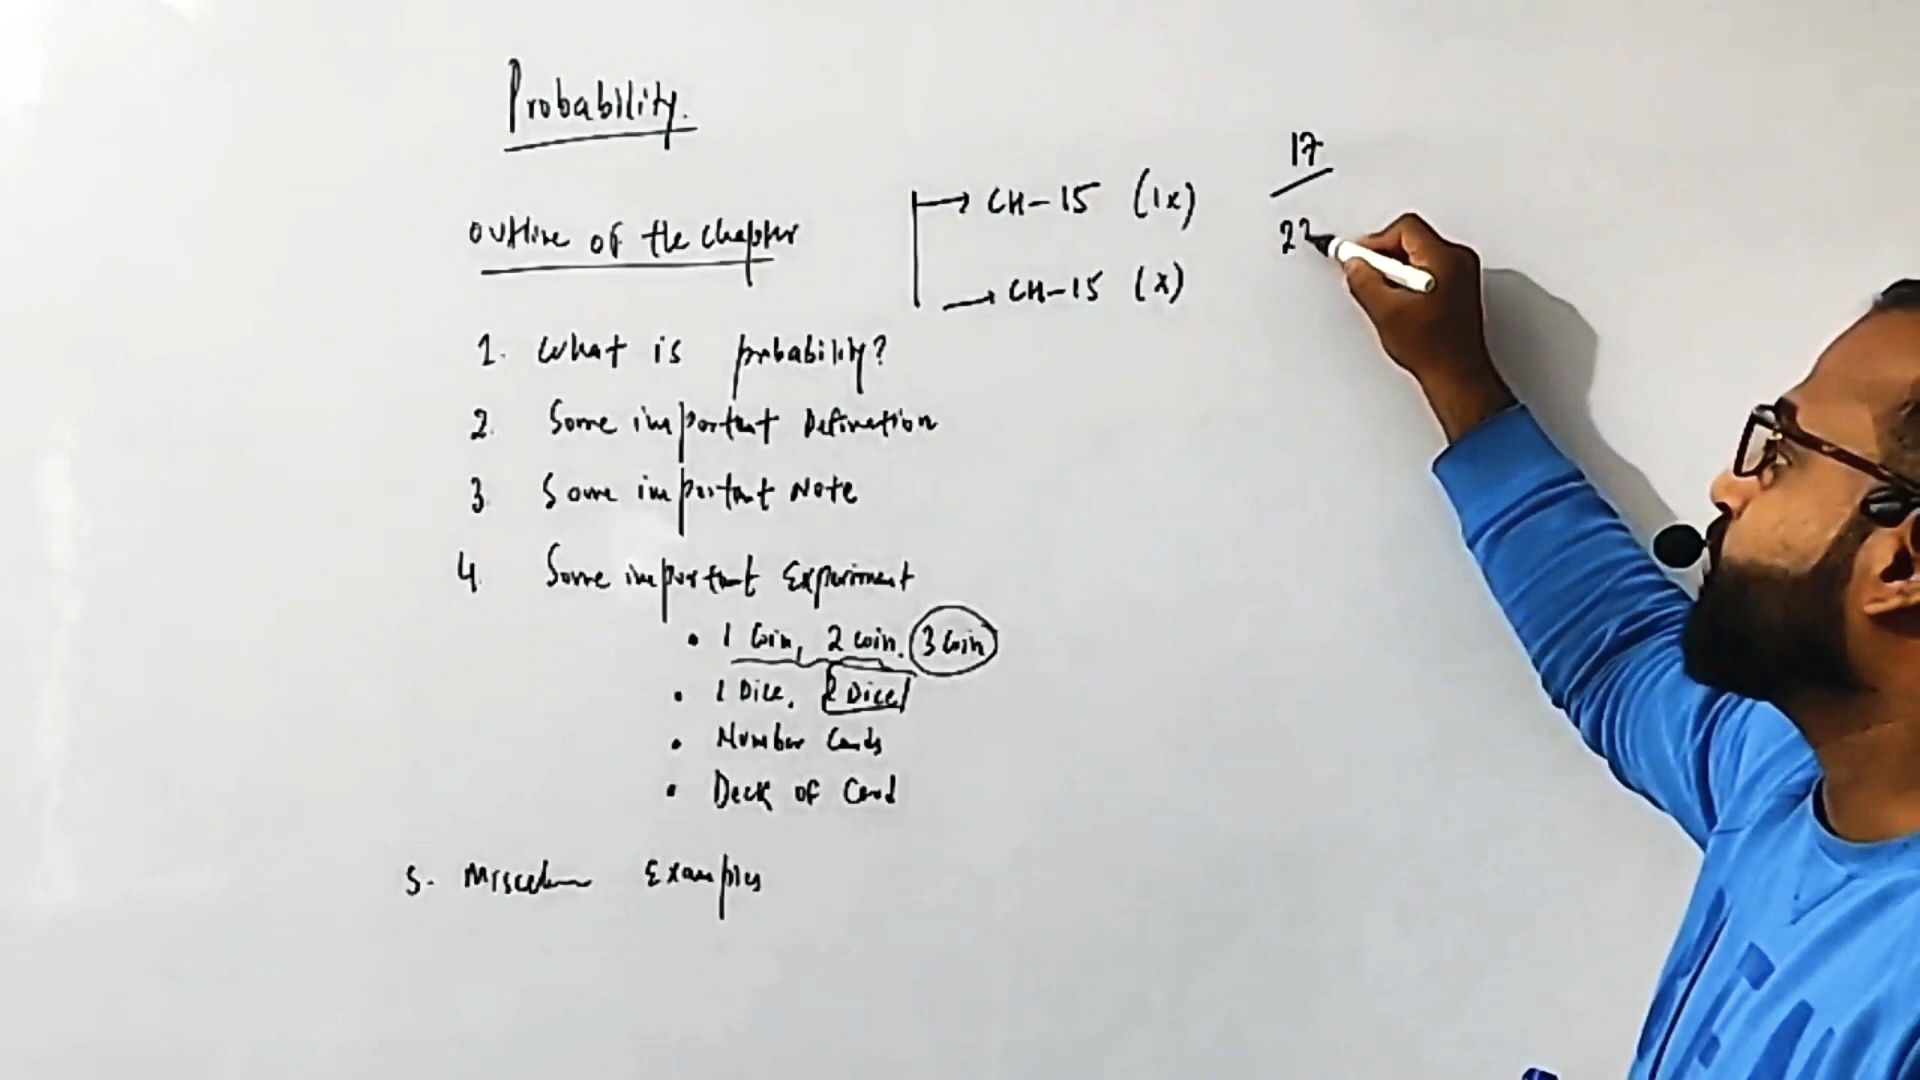 Probability.
Outline of the chapter
CH-15 (IX)
CH-15 (X)
17
22
1. What is probability?
2. Some important Defination
3. Some important Note
4. Some important Experiment
• 1 Coin, 2 coin. 3 Coin
• 1 Dice. 2 Dice
• Number Cards
• Deck of Card
5. Examples